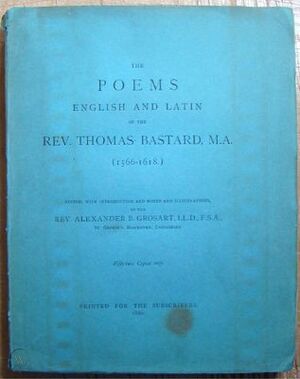 THE
POEMS
ENGLISH AND LATIN
OF THE
REV. THOMAS BASTARD, M.A.
(1566-1618.)
EDITED, WITH INTRODUCTION AND NOTES AND ILLUSTRATIONS,
BY THE
REV. ALEXANDER B. GROSART, LL.D., F.S.A.,
ST GEORGE'S, BLACKBURN, LANCASHIRE
Fifty-two Copies only.
PRINTED FOR THE SUBSCRIBERS.
1880.